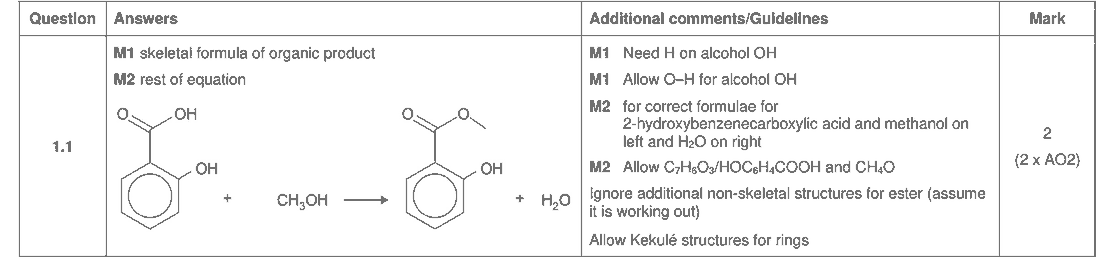 Question Answers Additional comments/Guidelines Mark
1.1
M1 skeletal formula of organic product
M2 rest of equation
O OH
OH
+ CH₃OH
O O
OH
+ H₂O
M1 Need H on alcohol OH
M1 Allow O–H for alcohol OH
M2 for correct formulae for
2-hydroxybenzenecarboxylic acid and methanol on
left and H₂O on right
M2 Allow C₇H₆O₃/HOC₆H₄COOH and CH₄O
Ignore additional non-skeletal structures for ester (assume
it is working out)
Allow Kekulé structures for rings
2
(2 x AO2)